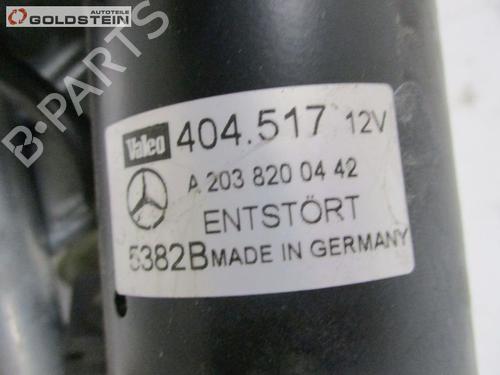 AUTOTEILE
GOLDSTEIN
B-PARTS
Valeo 404.517 12V
A 203 820 04 42
ENTSTÖRT
5382B MADE IN GERMANY